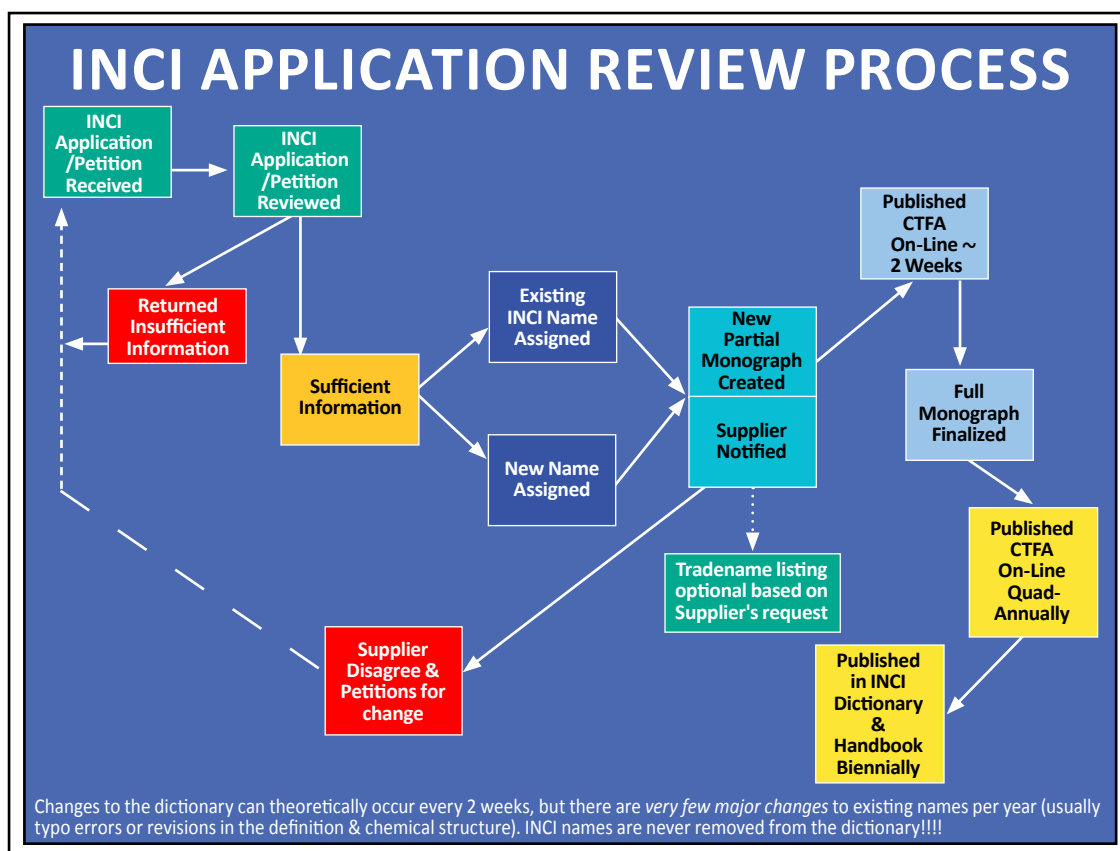 INCI APPLICATION REVIEW PROCESS
INCI
Application
/Petition
Received
INCI
Application
/Petition
Reviewed
Returned
Insufficient
Information
Sufficient
Information
Existing
INCI Name
Assigned
New Name
Assigned
New
Partial
Monograph
Created
Supplier
Notified
Published
CTFA
On-Line ~
2 Weeks
Full
Monograph
Finalized
Published
CTFA
On-Line
Quad-
Annually
Tradename listing
optional based on
Supplier's request
Supplier
Disagree &
Petitions for
change
Published
in INCI
Dictionary
&
Handbook
Biennially
Changes to the dictionary can theoretically occur every 2 weeks, but there are very few major changes to existing names per year (usually
typo errors or revisions in the definition & chemical structure). INCI names are never removed from the dictionary!!!!